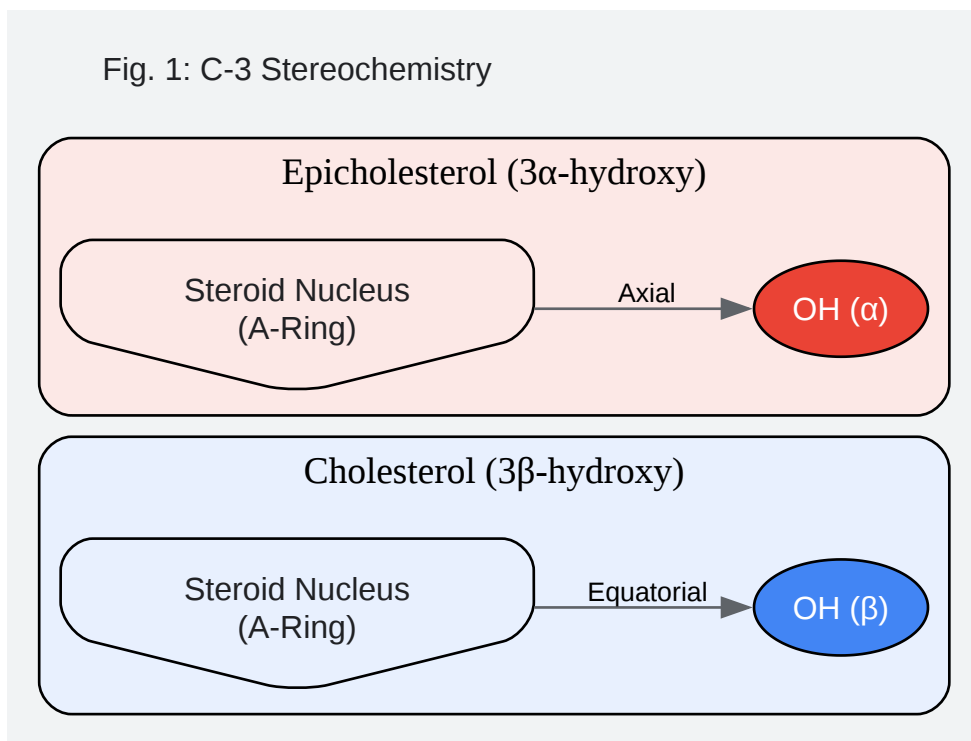 Fig. 1: C-3 Stereochemistry
Epicholesterol (3α-hydroxy)
Steroid Nucleus
(A-Ring)
Axial
OH (α)
Cholesterol (3β-hydroxy)
Steroid Nucleus
(A-Ring)
Equatorial
OH (β)